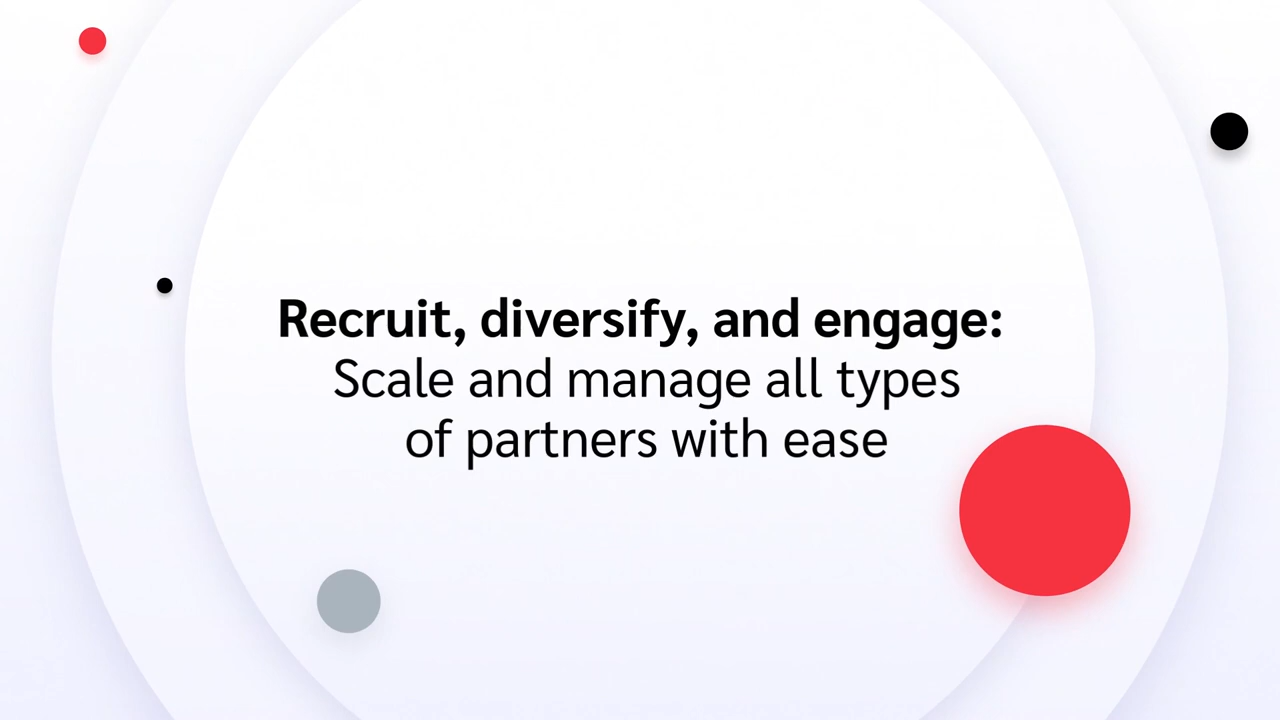 Recruit, diversify, and engage:
Scale and manage all types
of partners with ease